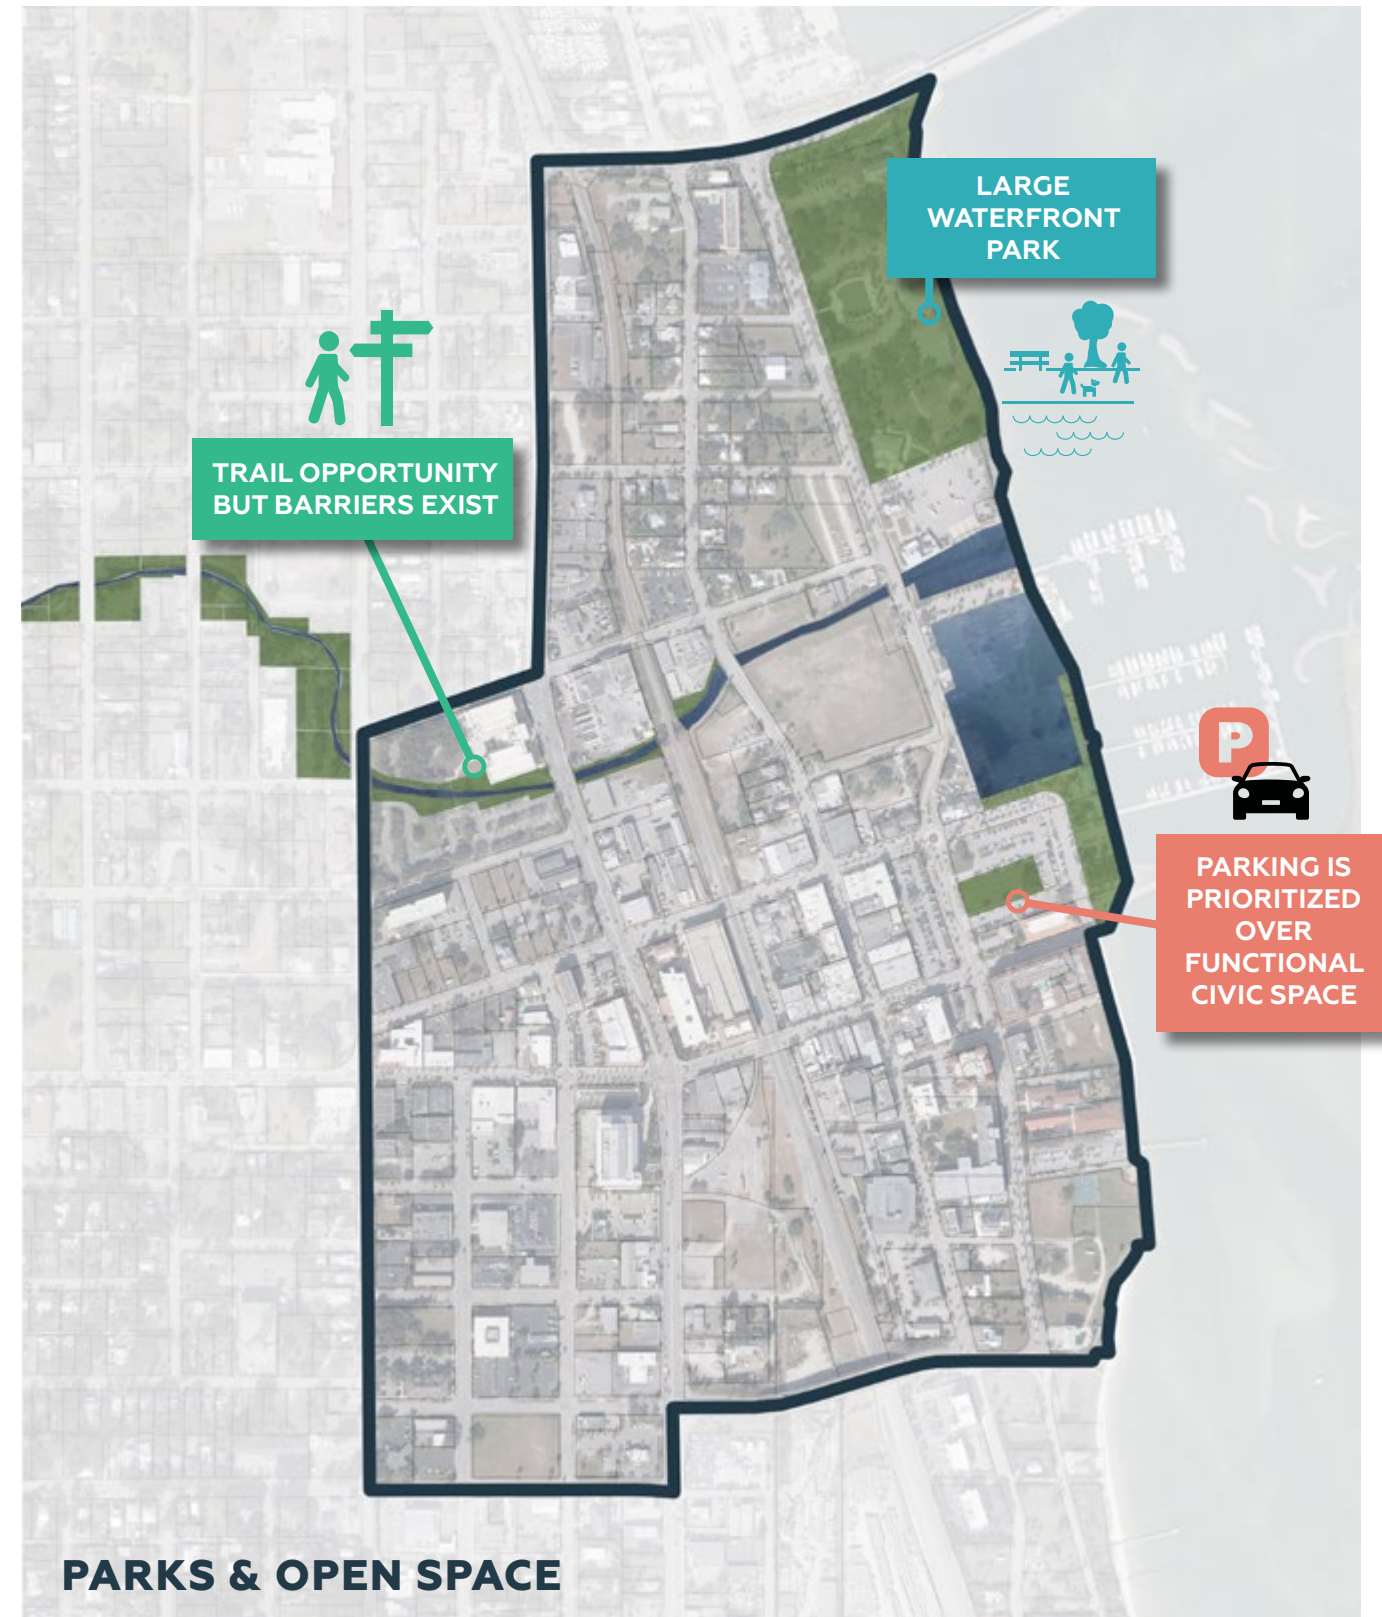 LARGE
WATERFRONT
PARK
TRAIL OPPORTUNITY
BUT BARRIERS EXIST
P
PARKING IS
PRIORITIZED
OVER
FUNCTIONAL
CIVIC SPACE
PARKS & OPEN SPACE